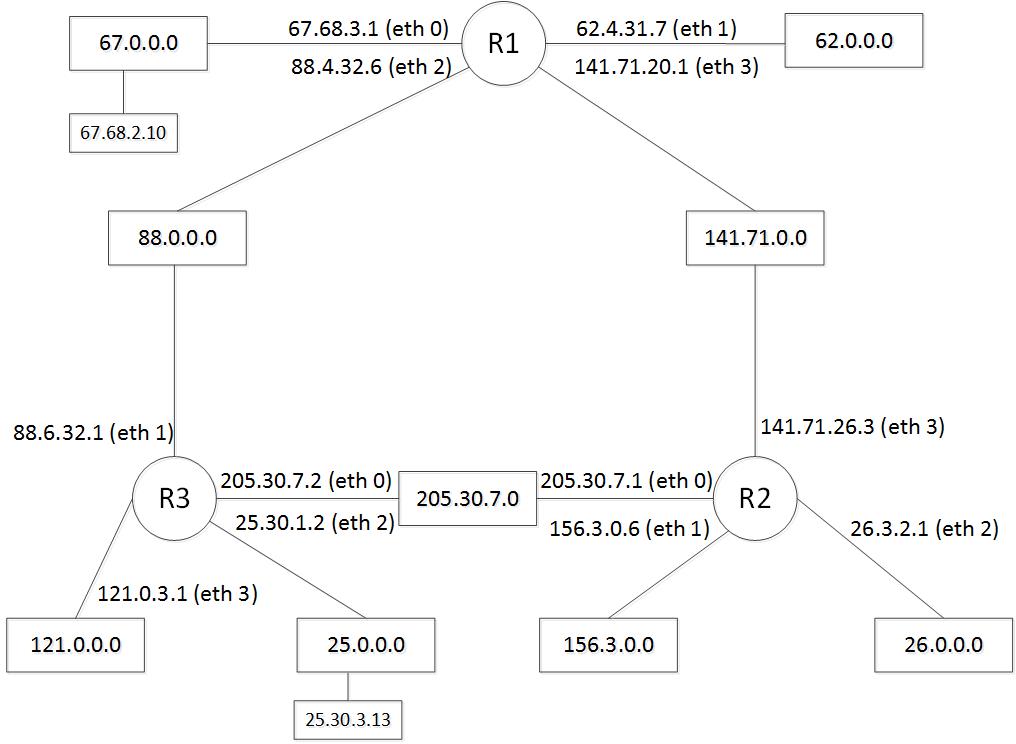 67.0.0.0
67.68.3.1 (eth 0)
R1
62.4.31.7 (eth 1)
62.0.0.0
88.4.32.6 (eth 2)
141.71.20.1 (eth 3)
67.68.2.10
88.0.0.0
141.71.0.0
88.6.32.1 (eth 1)
141.71.26.3 (eth 3)
R3
205.30.7.2 (eth 0)
205.30.7.0
205.30.7.1 (eth 0)
R2
25.30.1.2 (eth 2)
156.3.0.6 (eth 1)
26.3.2.1 (eth 2)
121.0.3.1 (eth 3)
121.0.0.0
25.0.0.0
156.3.0.0
26.0.0.0
25.30.3.13